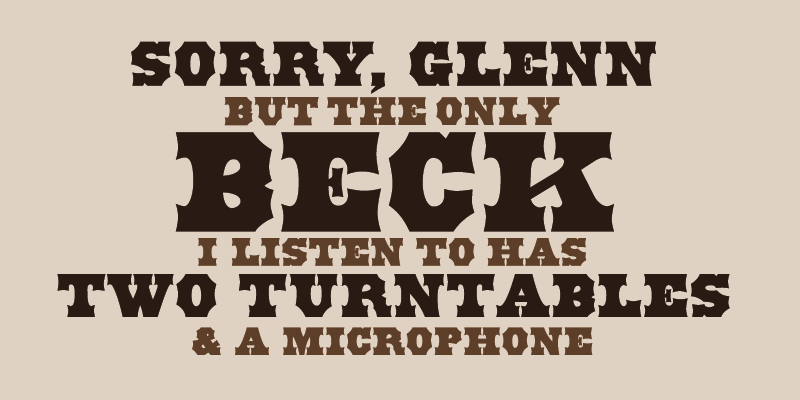 SORRY, GLENN
BUT THE ONLY
BECK
I LISTEN TO HAS
TWO TURNTABLES
& A MICROPHONE